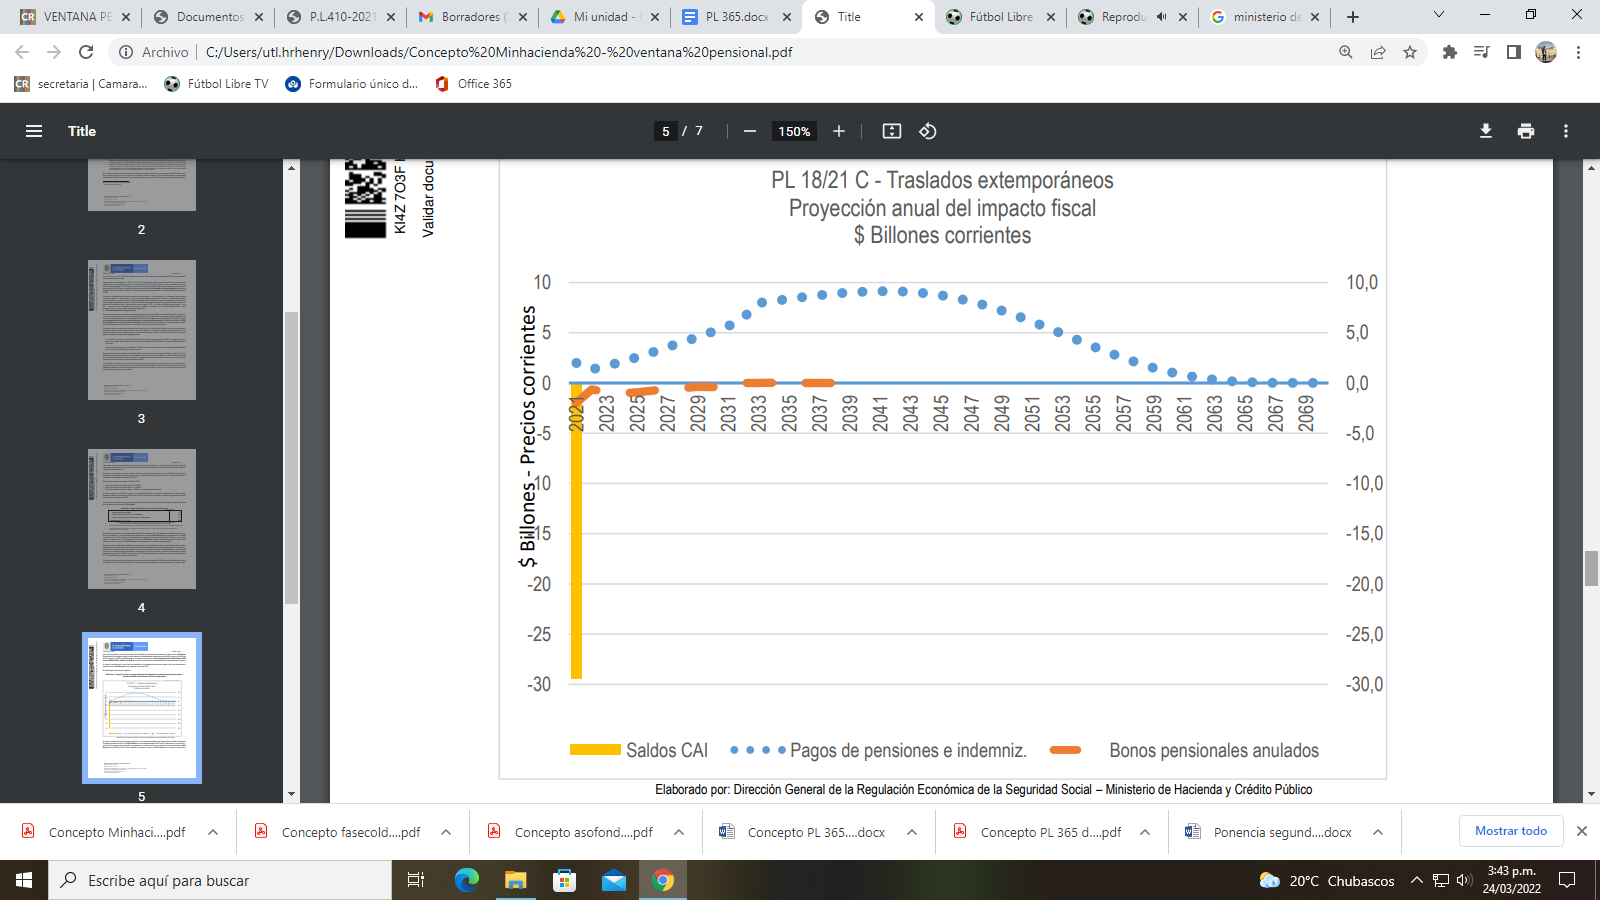 VENTANA PE
Documentos
P.L.410-2021
Borradores (
Mi unidad -
PL 365.docx
Title
Fútbol Libre
Reprodu
ministerio de
Archivo
C:/Users/utl.hrhenry/Downloads/Concepto%20Minhacienda%20-%20ventana%20pensional.pdf
secretaria | Camara...
Fútbol Libre TV
Formulario único d...
Office 365
Title
5 / 7
150%
2
3
4
5
KI4Z 7O3F
Validar docu
PL 18/21 C - Traslados extemporáneos
Proyección anual del impacto fiscal
$ Billones corrientes
$ Billones - Precios corrientes
10 10,0
5 5,0
0 0,0
2021 2023 2025 2027 2029 2031 2033 2035 2037 2039 2041 2043 2045 2047 2049 2051 2053 2055 2057 2059 2061 2063 2065 2067 2069
-5 -5,0
-10 -10,0
-15 -15,0
-20 -20,0
-25 -25,0
-30 -30,0
Saldos CAI
Pagos de pensiones e indemniz.
Bonos pensionales anulados
Elaborado por: Dirección General de la Regulación Económica de la Seguridad Social – Ministerio de Hacienda y Crédito Público
Concepto Minhaci....pdf
Concepto fasecold....pdf
Concepto asofond....pdf
Concepto PL 365....docx
Concepto PL 365 d....pdf
Ponencia segund....docx
Mostrar todo
Escribe aquí para buscar
20°C Chubascos
3:43 p.m.
24/03/2022